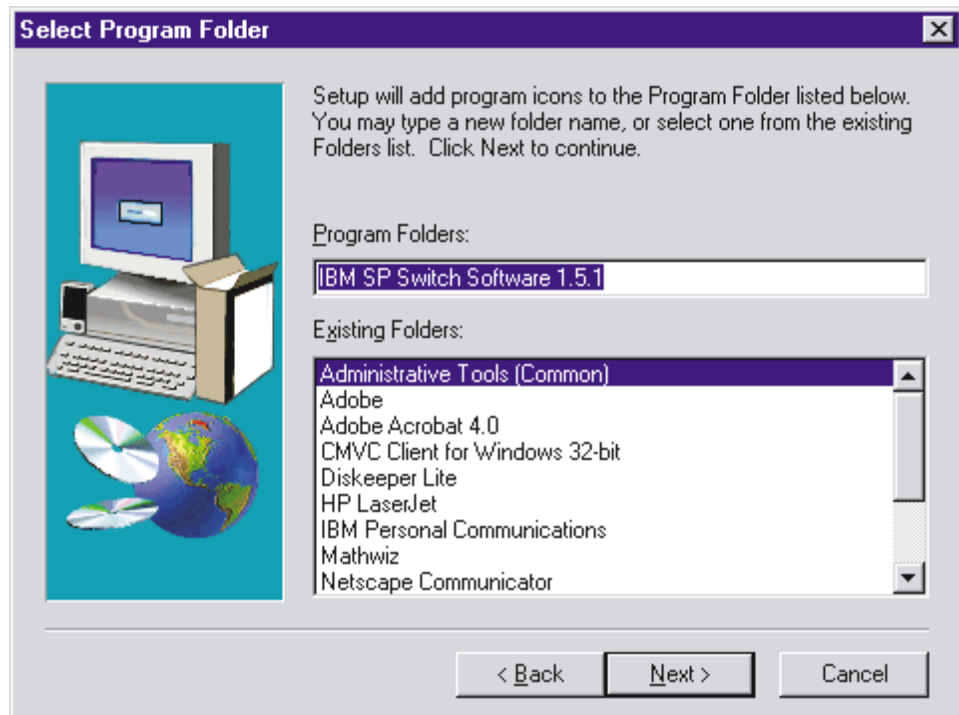 Select Program Folder
Setup will add program icons to the Program Folder listed below.
You may type a new folder name, or select one from the existing
Folders list.  Click Next to continue.
Program Folders:
IBM SP Switch Software 1.5.1
Existing Folders:
Administrative Tools (Common)
Adobe
Adobe Acrobat 4.0
CMVC Client for Windows 32-bit
Diskeeper Lite
HP LaserJet
IBM Personal Communications
Mathwiz
Netscape Communicator
< Back
Next >
Cancel